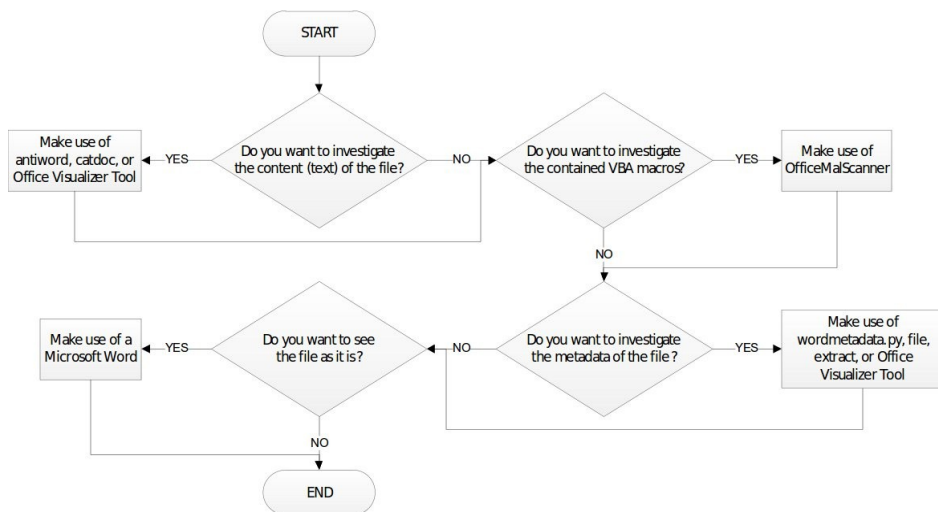 START
Do you want to investigate
the content (text) of the file?
YES
Make use of
antiword, catdoc, or
Office Visualizer Tool
NO
Do you want to investigate
the contained VBA macros?
YES
Make use of
OfficeMalScanner
NO
Do you want to investigate
the metadata of the file ?
YES
Make use of
wordmetadata.py, file,
extract, or Office
Visualizer Tool
NO
Do you want to see
the file as it is ?
YES
Make use of a
Microsoft Word
NO
END